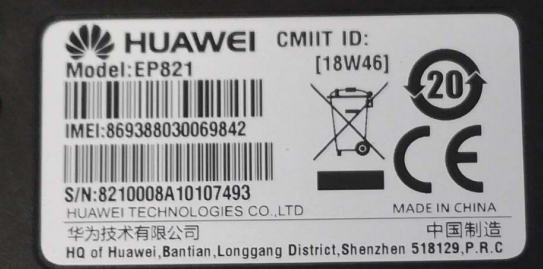 HUAWEI CMIIT ID:
Model:EP821 [18W46]
20
IMEI:869388030069842
CE
S/N:8210008A10107493
HUAWEI TECHNOLOGIES CO.,LTD MADE IN CHINA
华为技术有限公司 中国制造
HQ of Huawei,Bantian,Longgang District,Shenzhen 518129,P.R.C